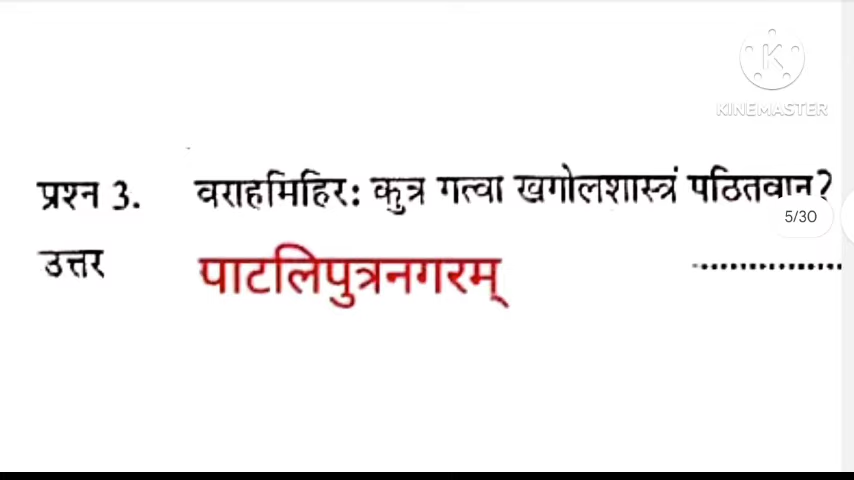 KINEMASTER
प्रश्न 3. वराहमिहिरः कुत्र गत्वा खगोलशास्त्रं पठितवान?
5/30
उत्तर पाटलिपुत्रनगरम् ....................